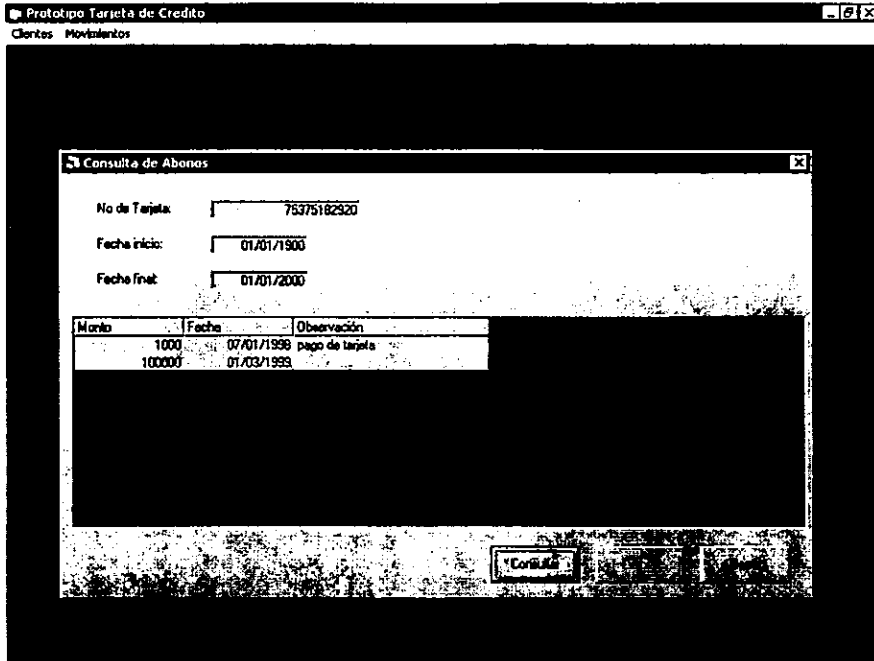 Prototipo Tarjeta de Credito
Clientes Movimientos
Consulta de Abonos
No de Tarjeta: 75375182920
Fecha inicio: 01/01/1900
Fecha final: 01/01/2000
Monto Fecha Observación
1000 07/01/1998 pago de tarjeta
100000 01/03/1999
Consultar